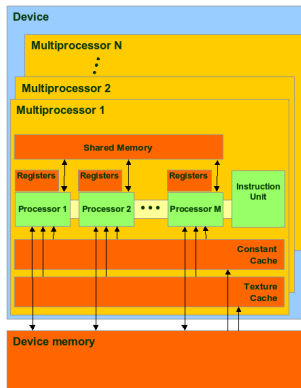 Device
Multiprocessor N
Multiprocessor 2
Multiprocessor 1
Shared Memory
Registers Registers Registers
Processor 1 Processor 2 Processor M
Instruction
Unit
Constant
Cache
Texture
Cache
Device memory